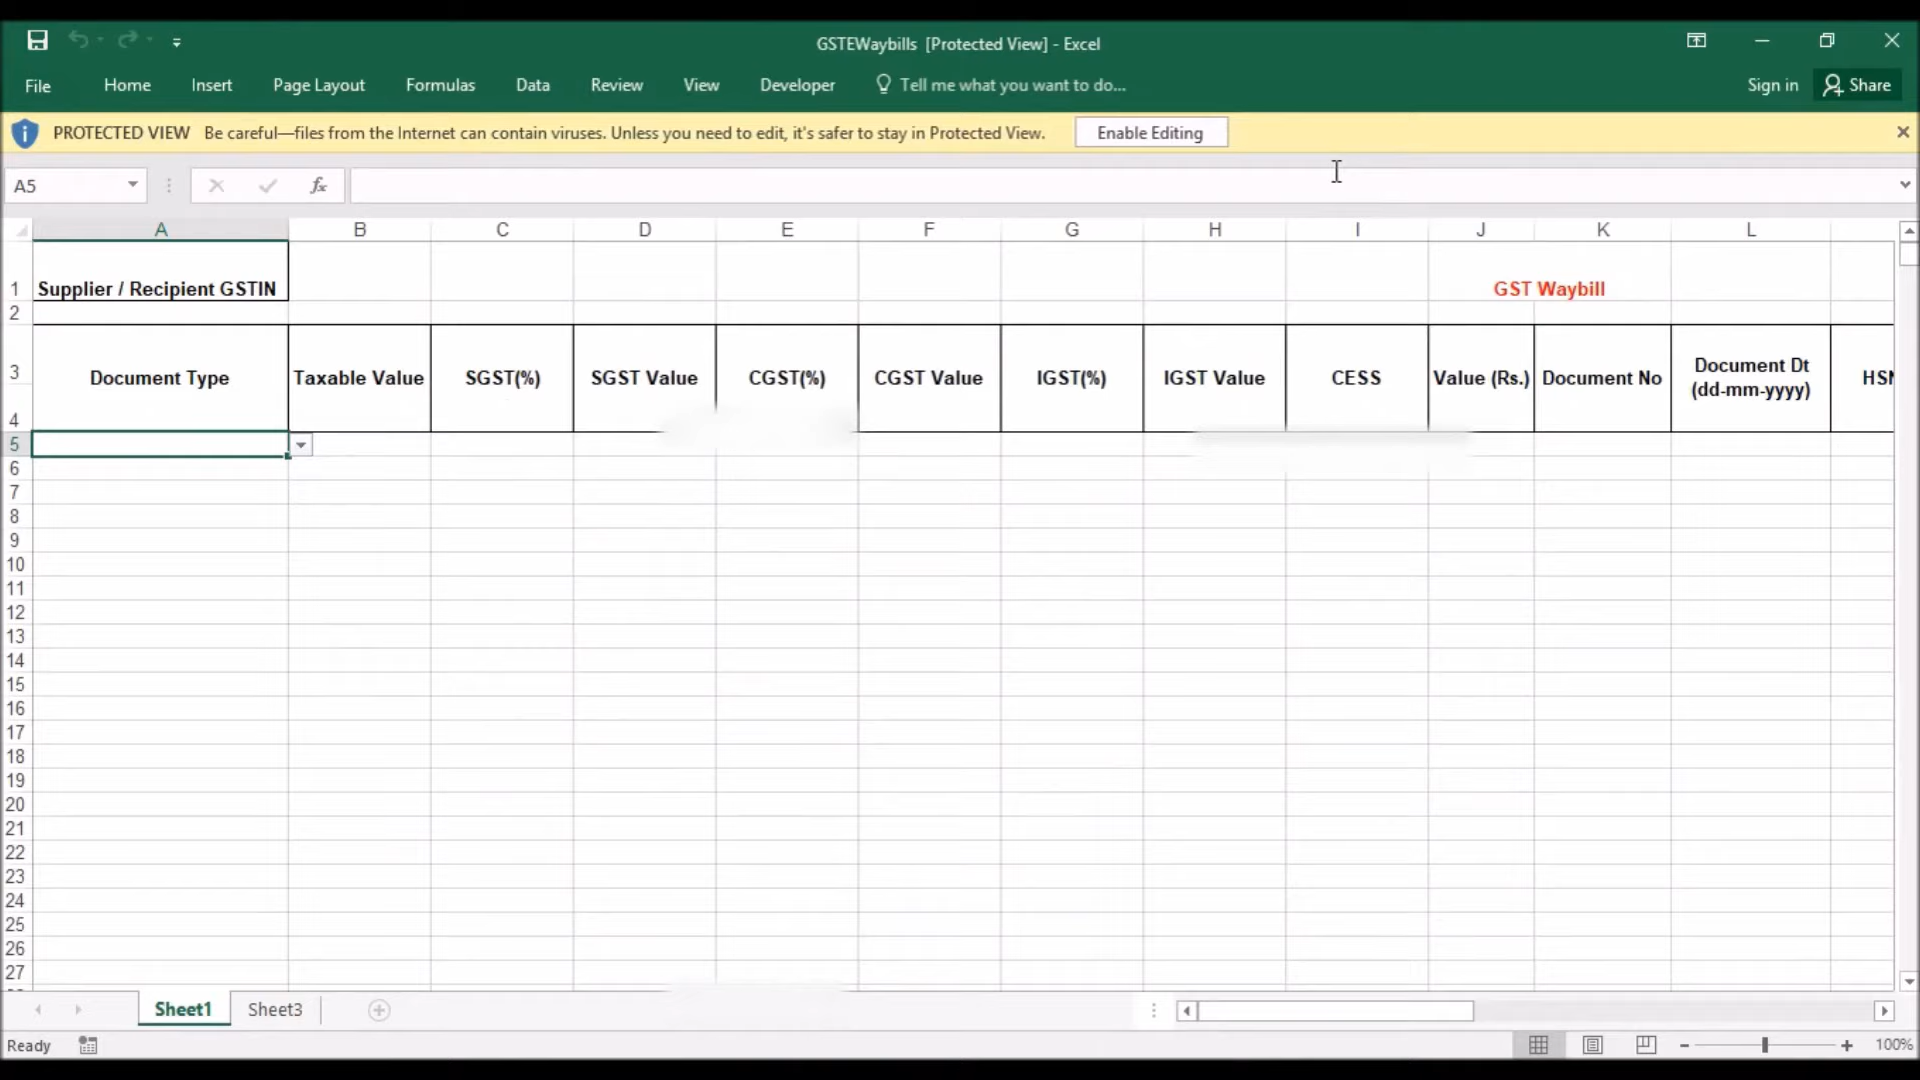 GSTEWaybills [Protected View] - Excel
File Home Insert Page Layout Formulas Data Review View Developer Tell me what you want to do... Sign in Share
PROTECTED VIEW Be careful—files from the Internet can contain viruses. Unless you need to edit, it's safer to stay in Protected View. Enable Editing
A5 fx
A B C D E F G H I J K L
1 Supplier / Recipient GSTIN GST Waybill
2
3 Document Type Taxable Value SGST(%) SGST Value CGST(%) CGST Value IGST(%) IGST Value CESS Value (Rs.) Document No Document Dt
(dd-mm-yyyy)
4
5
6
7
8
9
10
11
12
13
14
15
16
17
18
19
20
21
22
23
24
25
26
27
Sheet1 Sheet3
Ready 100%